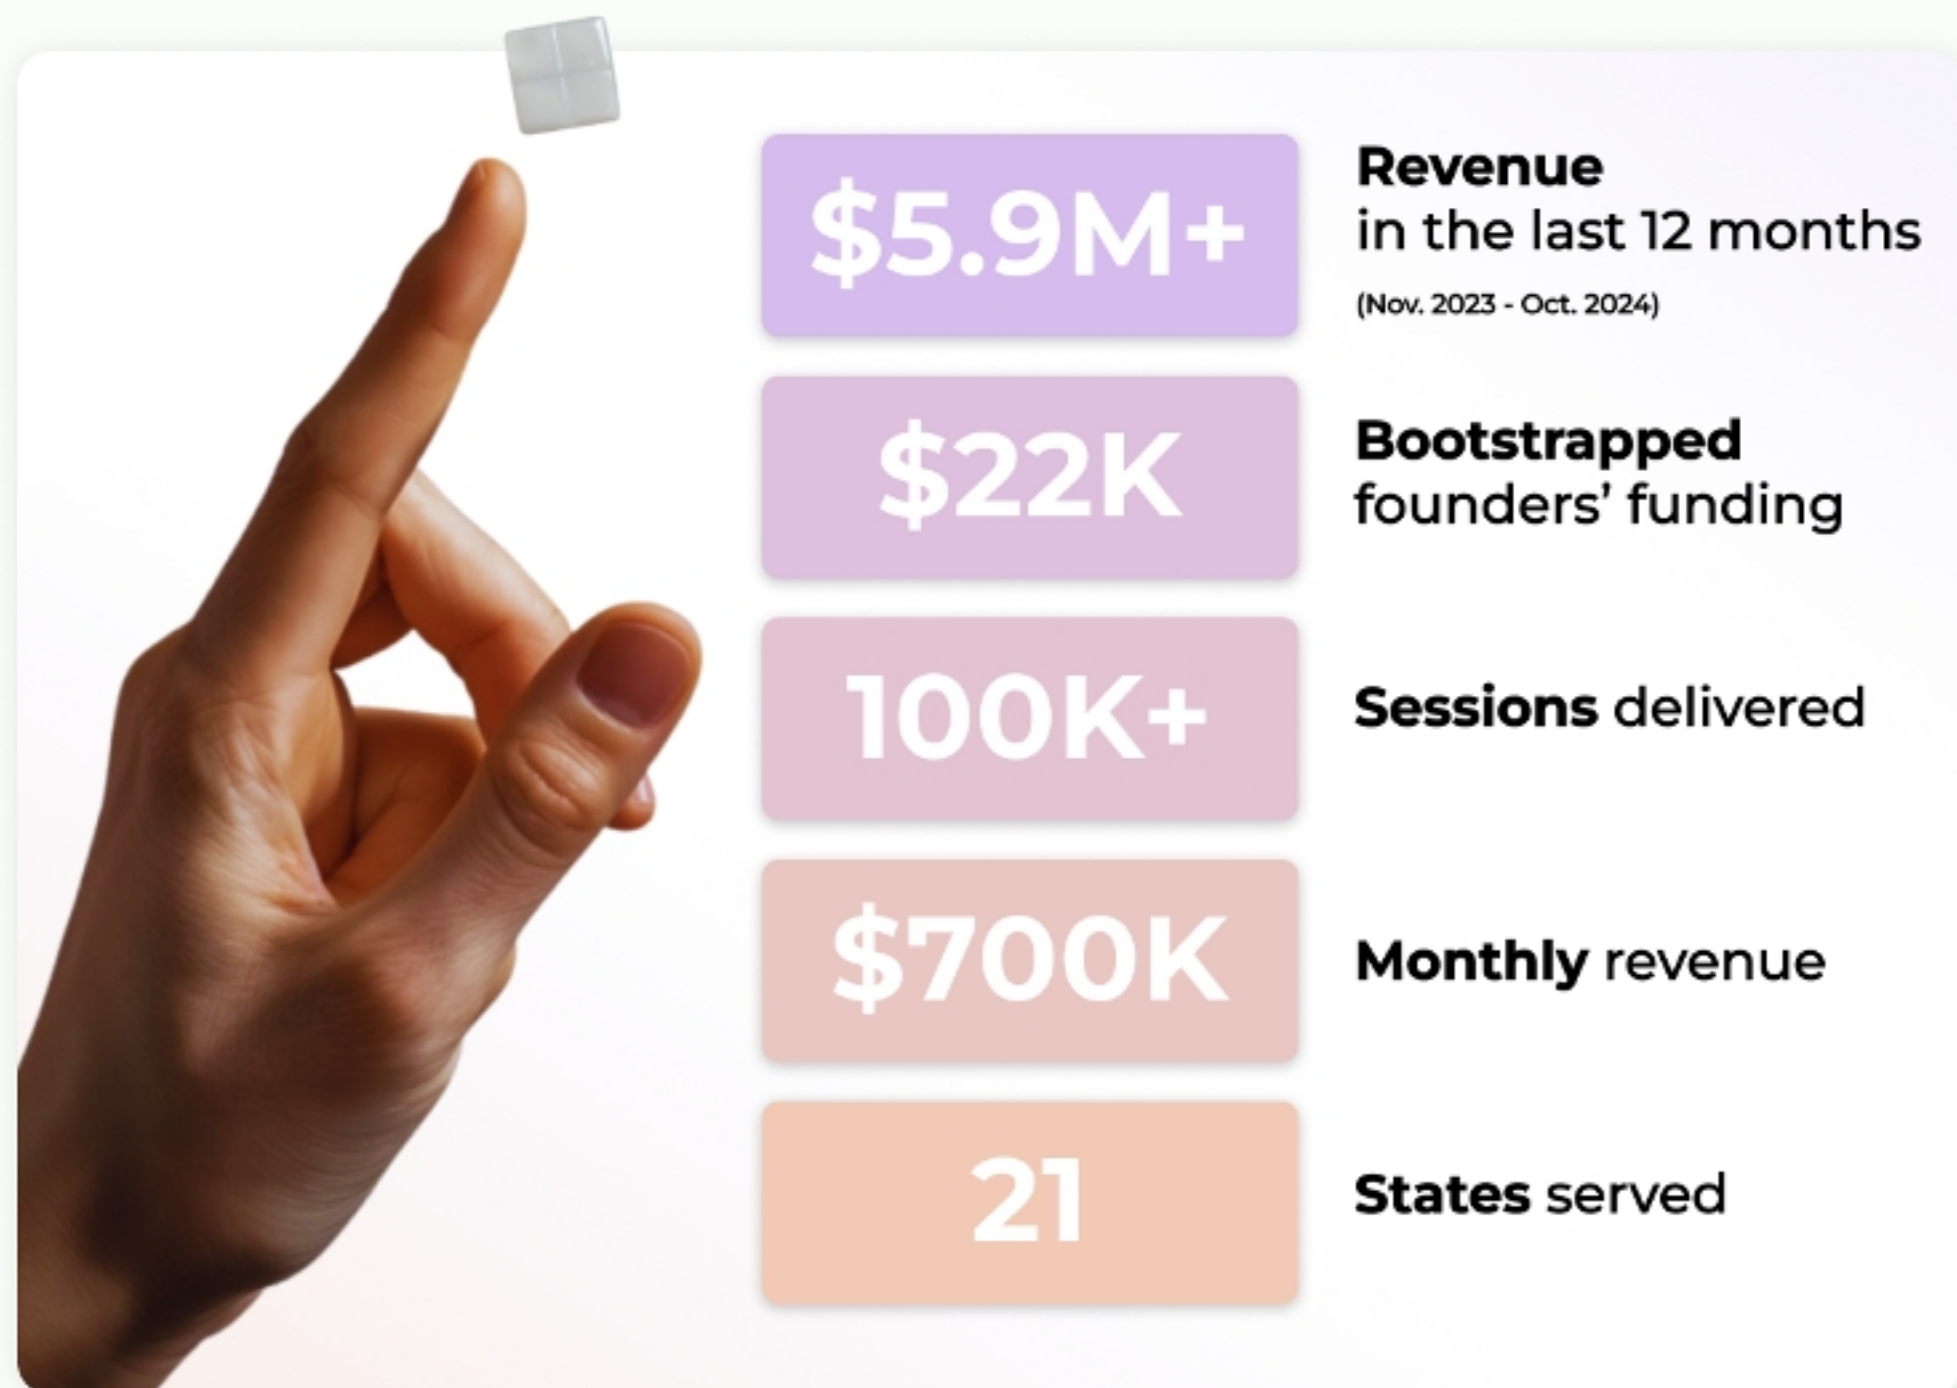 $5.9M+
Revenue
in the last 12 months
(Nov. 2023 - Oct. 2024)
$22K
Bootstrapped
founders’ funding
100K+
Sessions delivered
$700K
Monthly revenue
21
States served